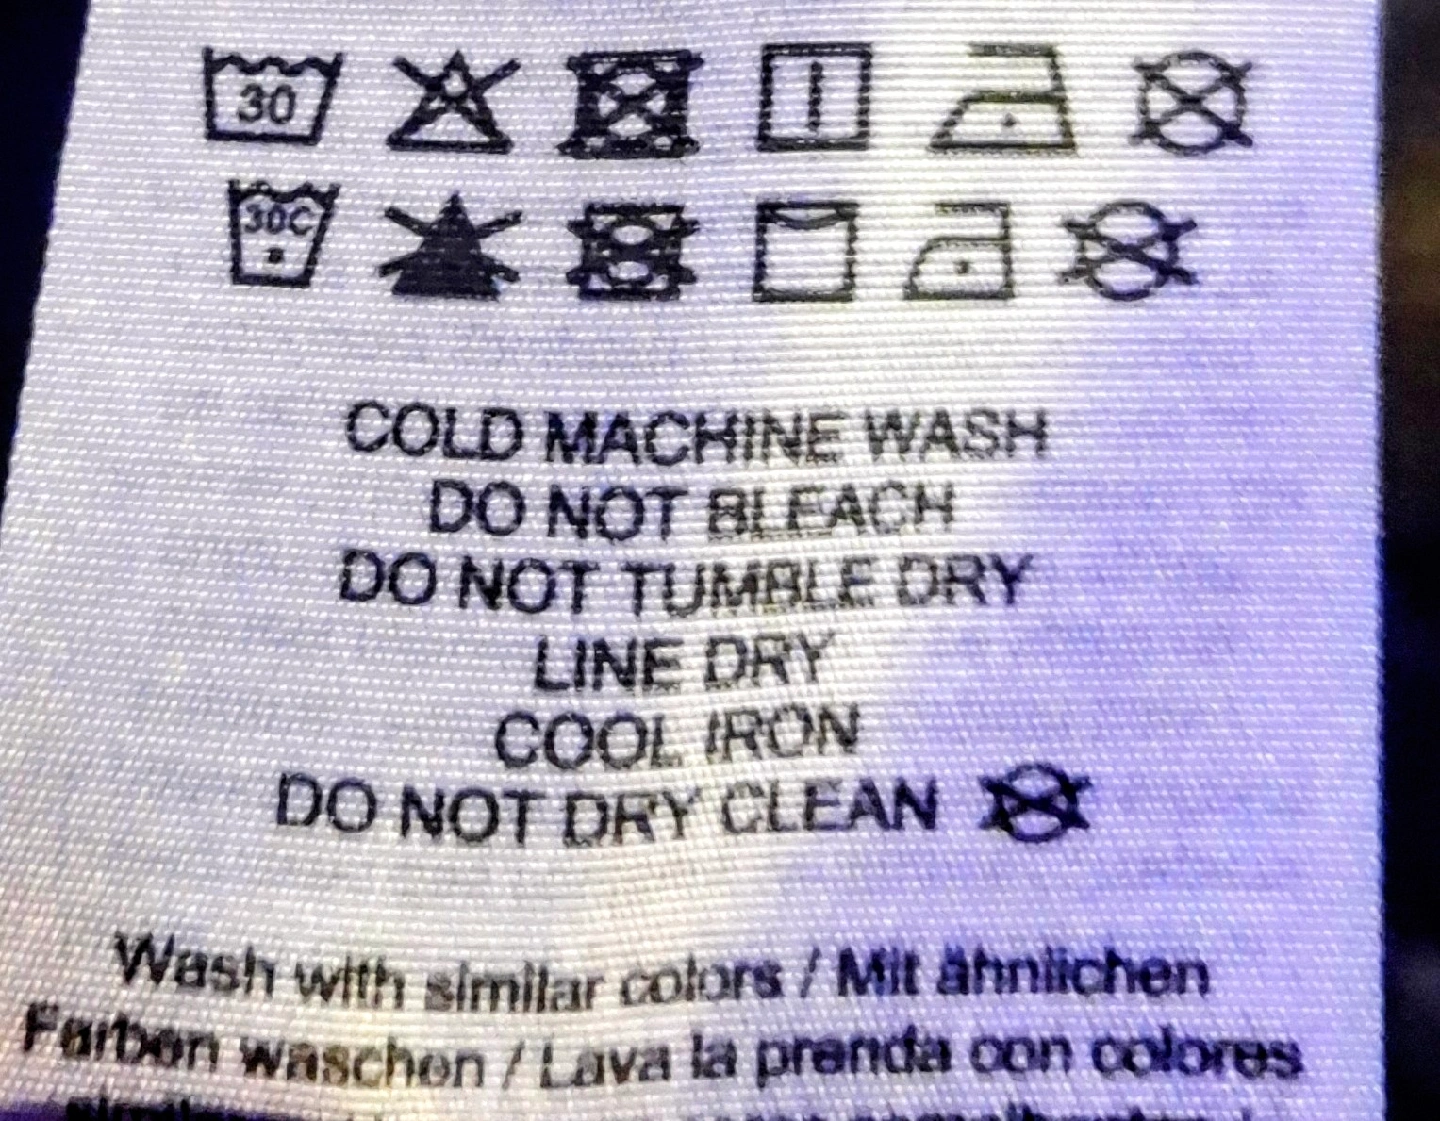 30
30C
COLD MACHINE WASH
DO NOT BLEACH
DO NOT TUMBLE DRY
LINE DRY
COOL IRON
DO NOT DRY CLEAN
Wash with similar colors / Mit ähnlichen
Farben waschen / Lava la prenda con colores